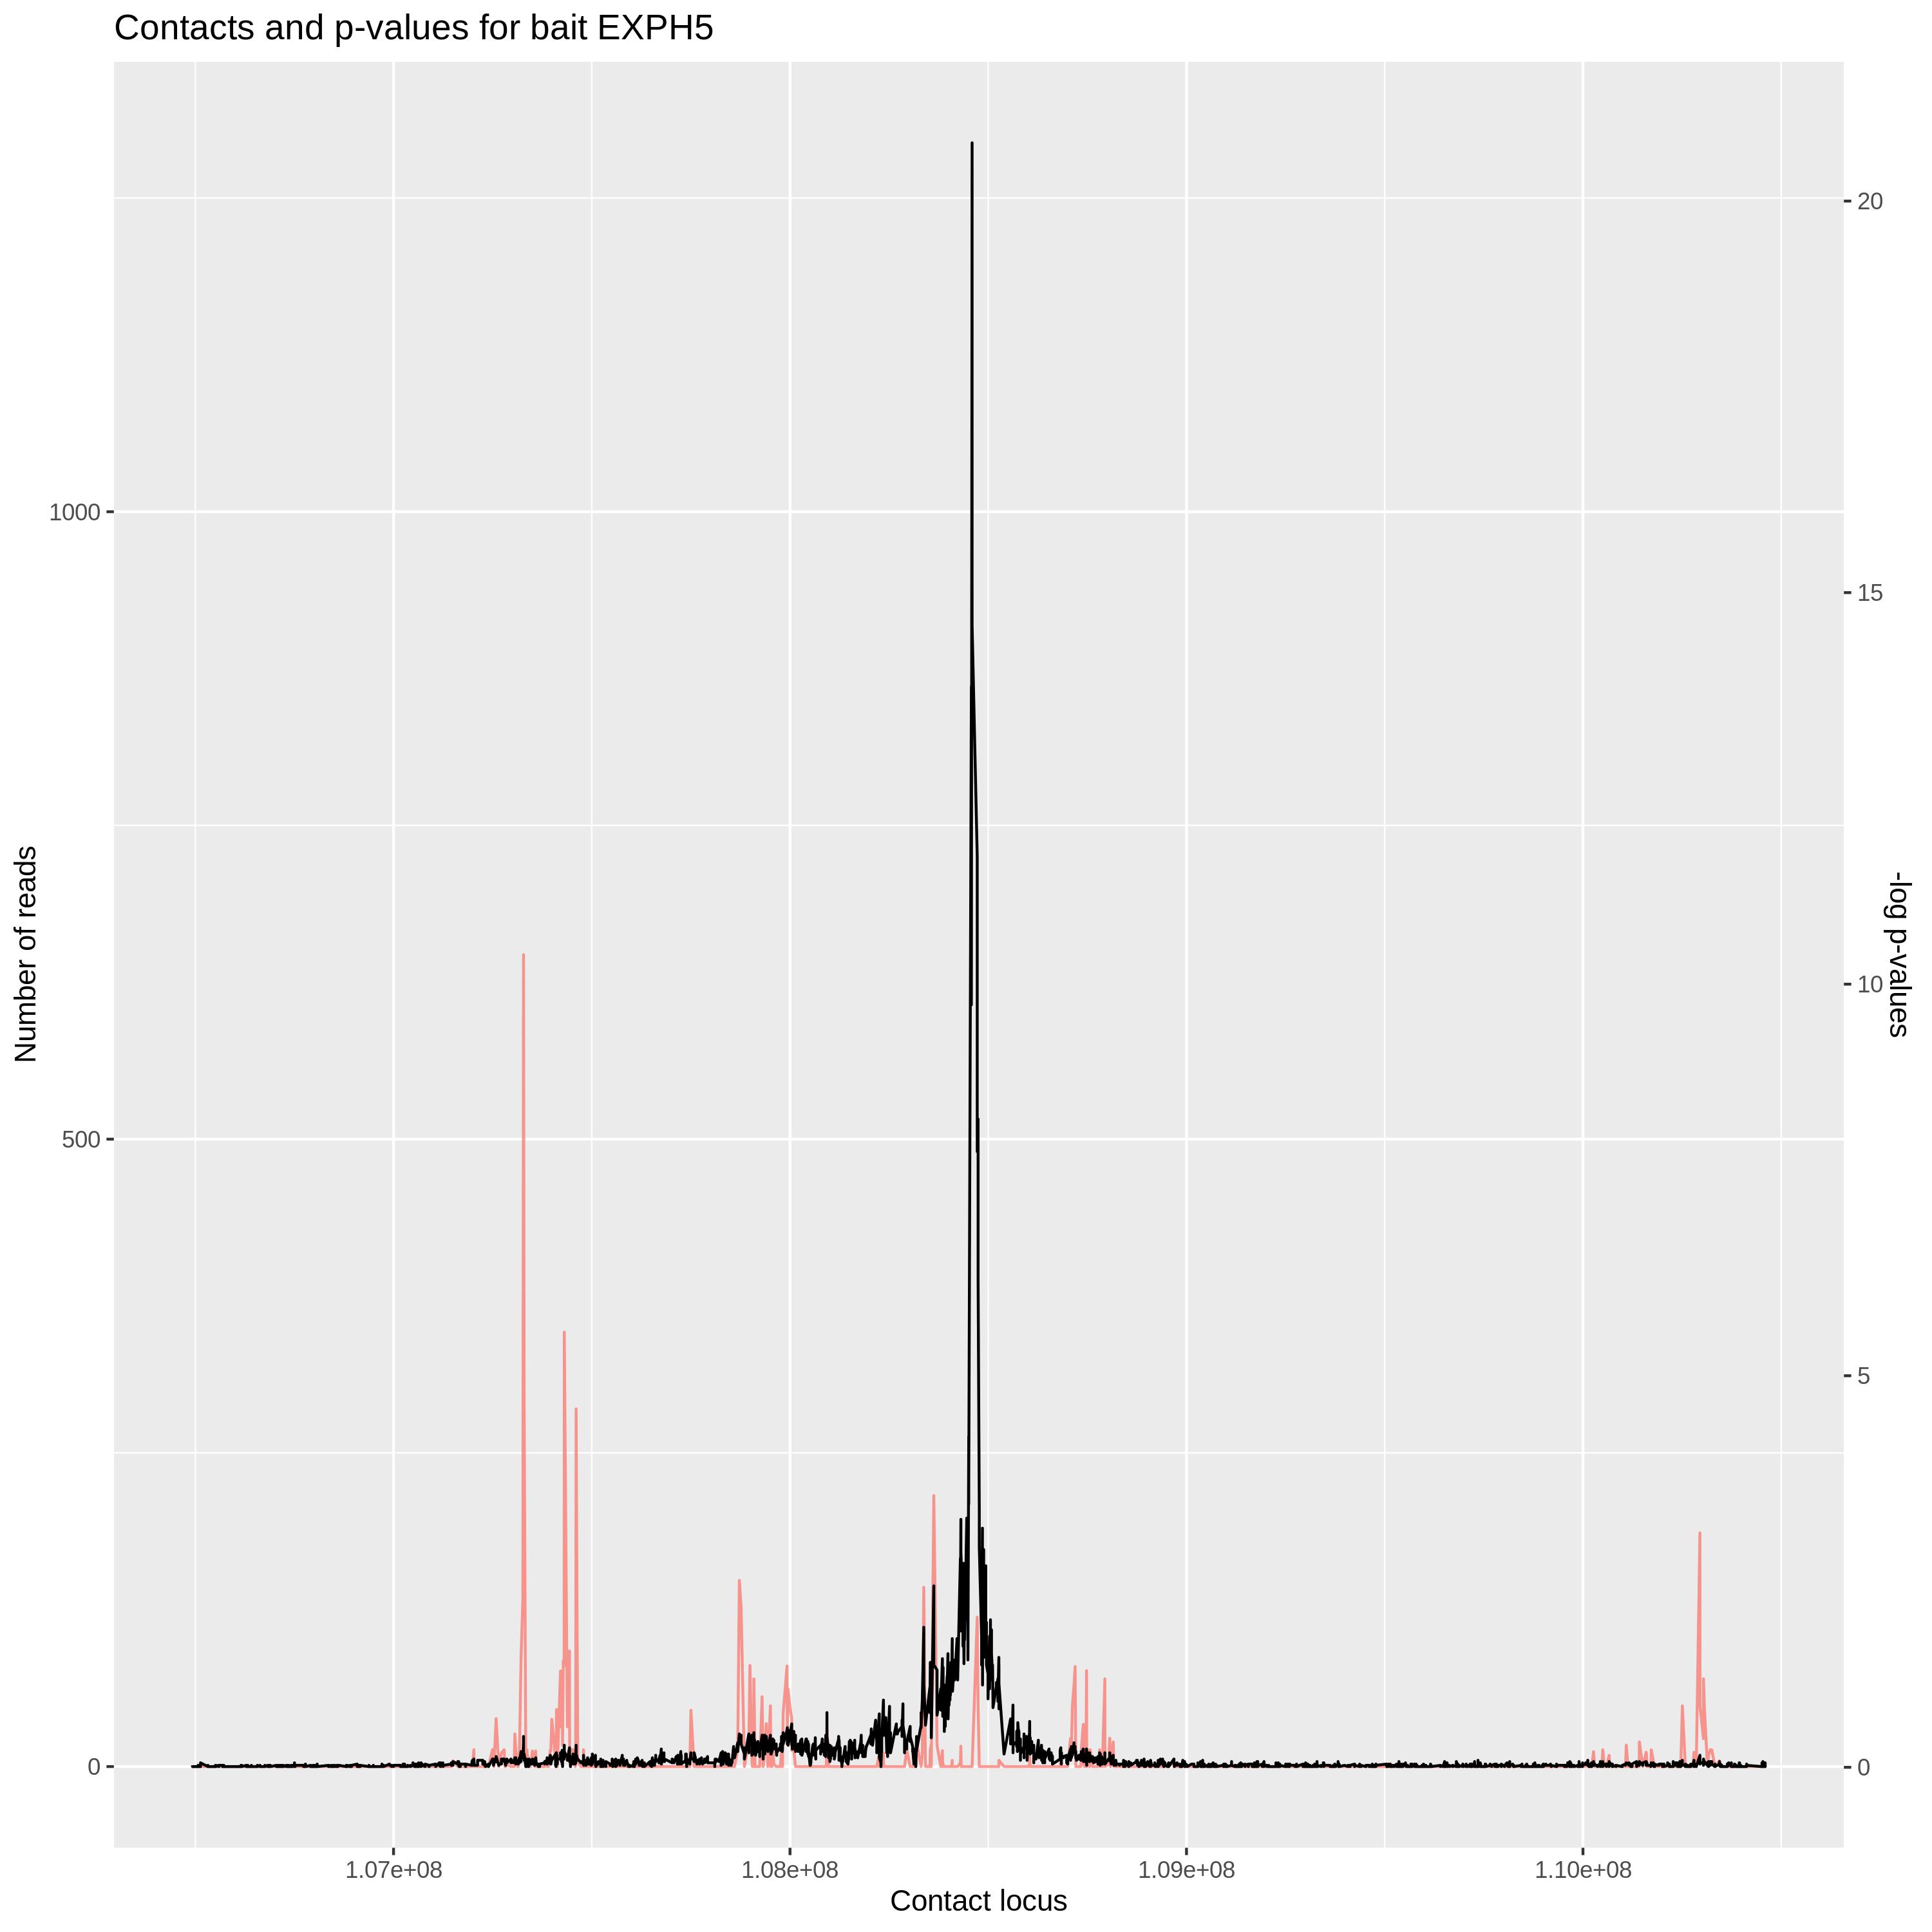 Contacts and p-values for bait EXPH5
Number of reads
1000
500
0
20
15
10
5
0
-log p-values
1.07e+08
1.08e+08
1.09e+08
1.10e+08
Contact locus